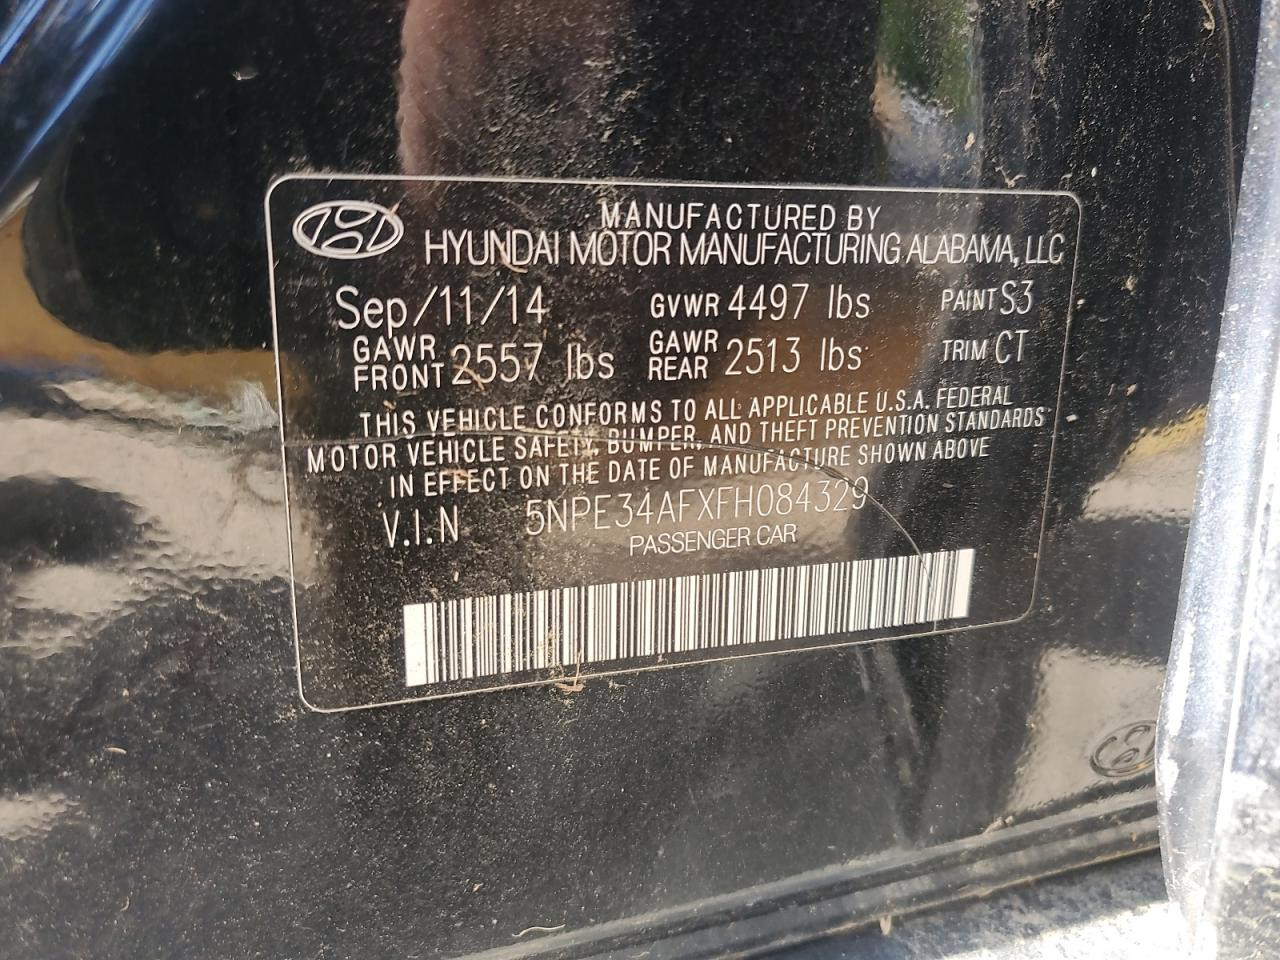 MANUFACTURED BY
HYUNDAI MOTOR MANUFACTURING ALABAMA, LLC
Sep/11/14 GVWR 4497 lbs PAINT S3
GAWR FRONT 2557 lbs GAWR REAR 2513 lbs TRIM CT
THIS VEHICLE CONFORMS TO ALL APPLICABLE U.S.A. FEDERAL
MOTOR VEHICLE SAFETY, BUMPER, AND THEFT PREVENTION STANDARDS
IN EFFECT ON THE DATE OF MANUFACTURE SHOWN ABOVE
V.I.N 5NPE34AFXFH084329
PASSENGER CAR